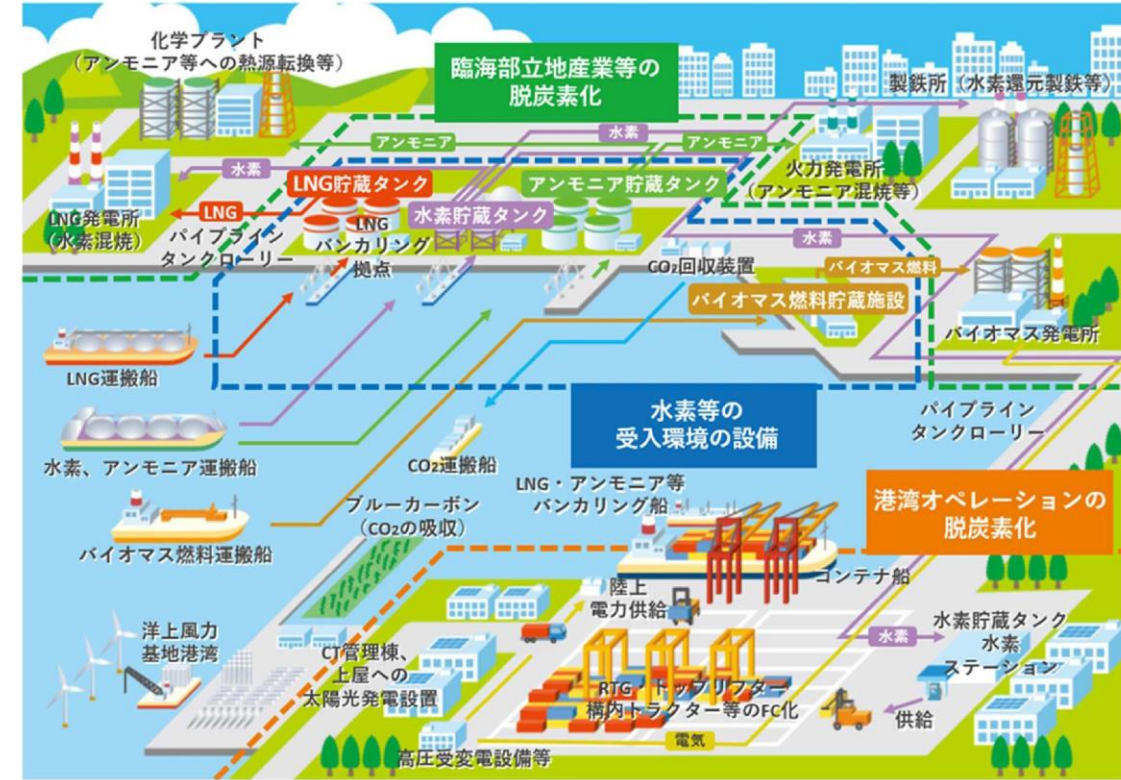 化学プラント
（アンモニア等への熱源転換等）
臨海部立地産業等の
脱炭素化
製鉄所（水素還元製鉄等）
水素
アンモニア
アンモニア
水素
火力発電所
（アンモニア混焼等）
LNG貯蔵タンク
アンモニア貯蔵タンク
水素貯蔵タンク
LNG
LNG発電所
（水素混焼）
パイプライン
タンクローリー
LNG
バンカリング
拠点
水素
CO₂回収装置
バイオマス燃料
バイオマス燃料貯蔵施設
バイオマス発電所
LNG運搬船
水素等の
受入環境の設備
パイプライン
タンクローリー
水素、アンモニア運搬船
CO₂運搬船
LNG・アンモニア等
バンカリング船
ブルーカーボン
（CO₂の吸収）
港湾オペレーションの
脱炭素化
バイオマス燃料運搬船
コンテナ船
陸上
電力供給
洋上風力
基地港湾
CT管理棟、
上屋への
太陽光発電設置
水素
水素貯蔵タンク
水素
ステーション
RTG・トップリフター
構内トラクター等のFC化
供給
電気
高圧受変電設備等